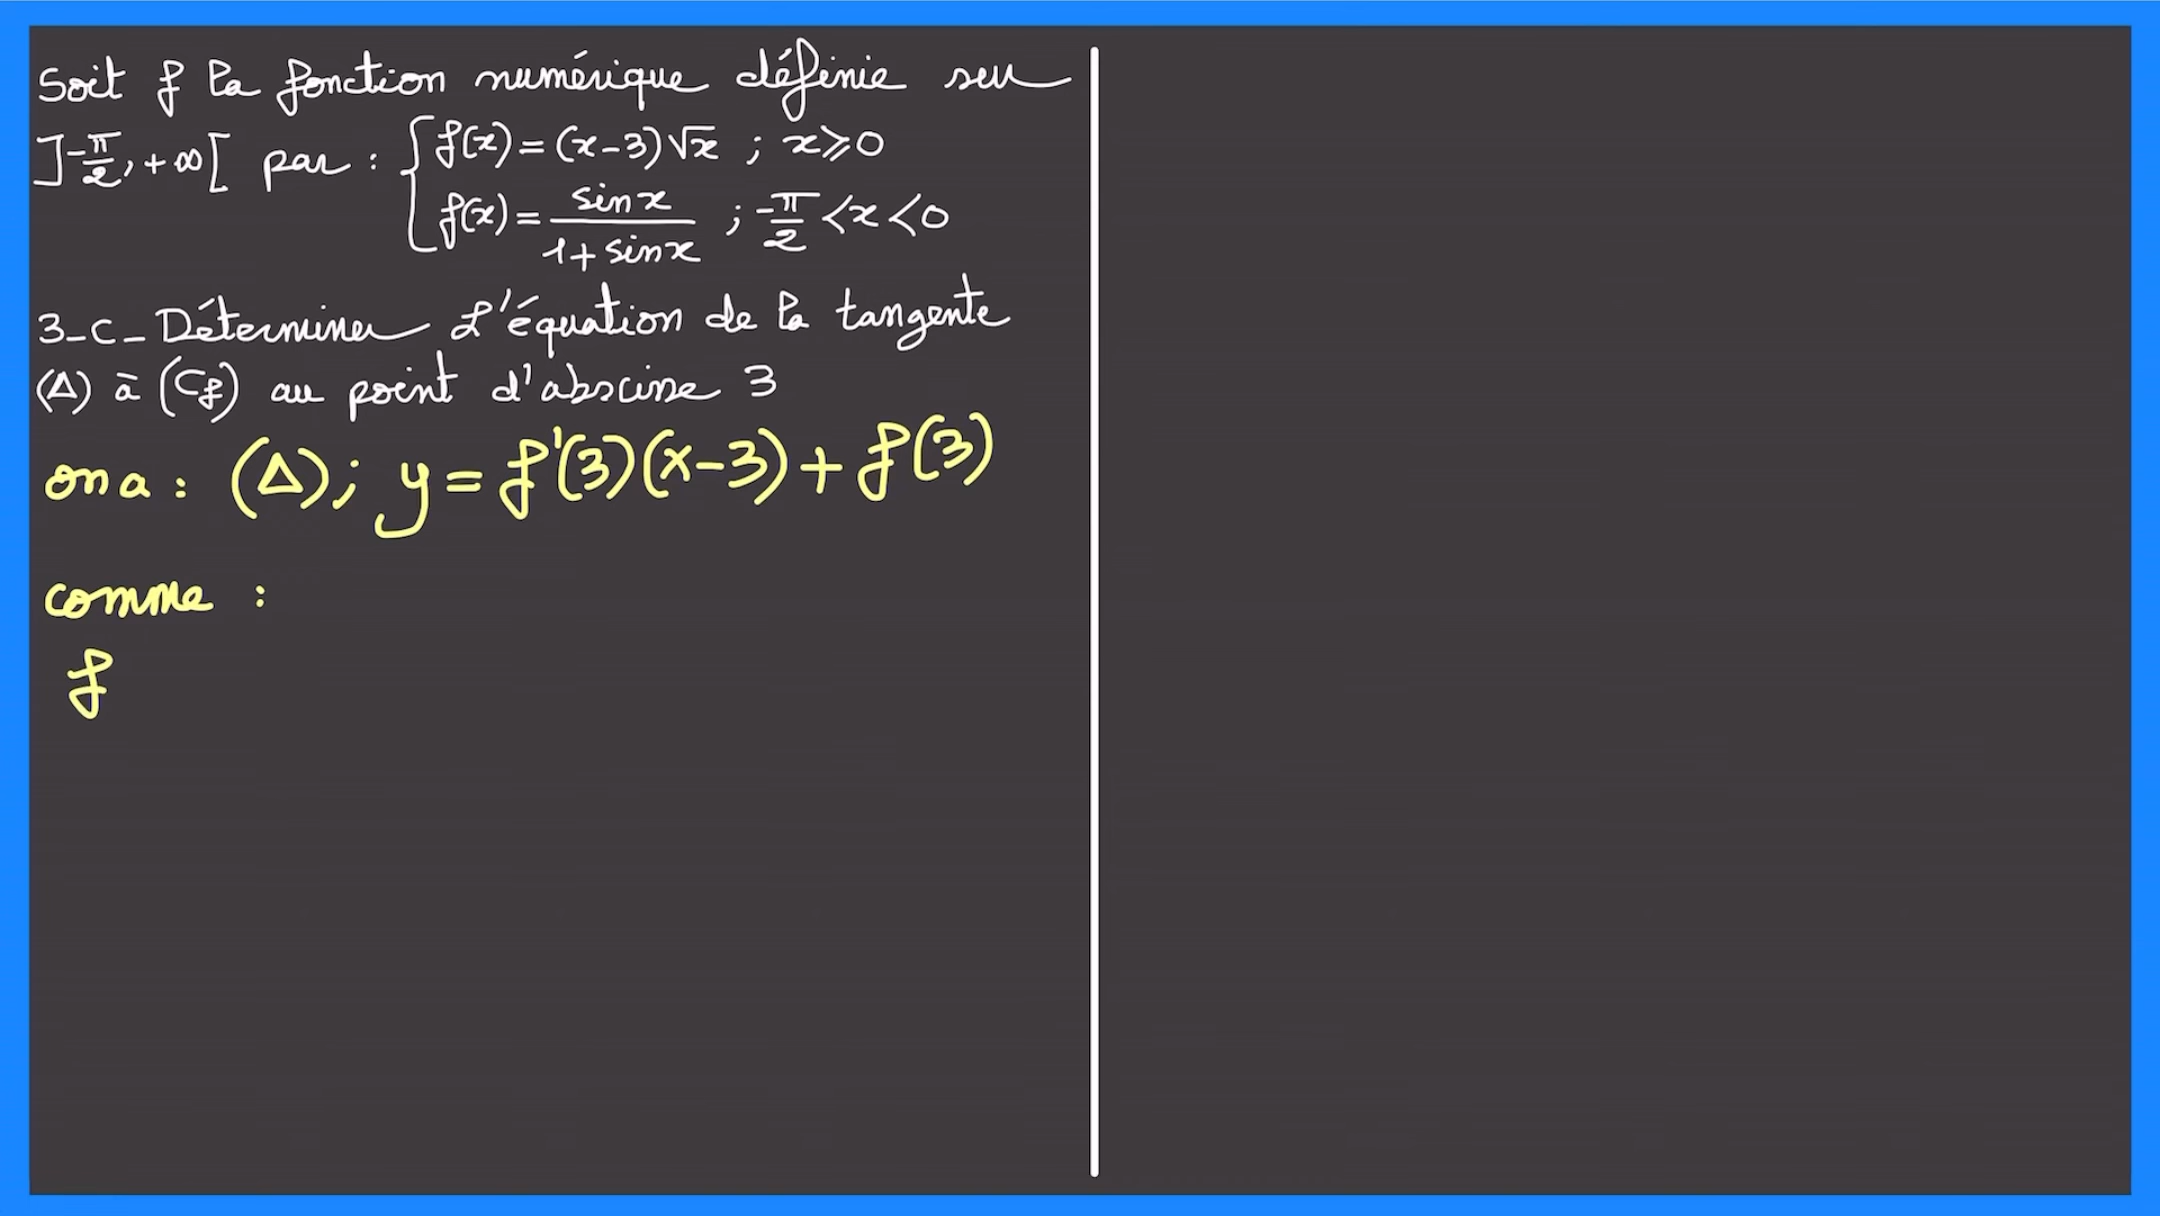 Soit f la fonction numérique définie sur
]-π/2, +∞[ par : { f(x) = (x-3)√x ; x⩾0
f(x) = sinx / 1+sinx ; -π/2 < x < 0
3-c- Déterminer l'équation de la tangente
(Δ) à (Cf) au point d'abscisse 3
on a : (Δ); y = f'(3)(x-3) + f(3)
comme :
f